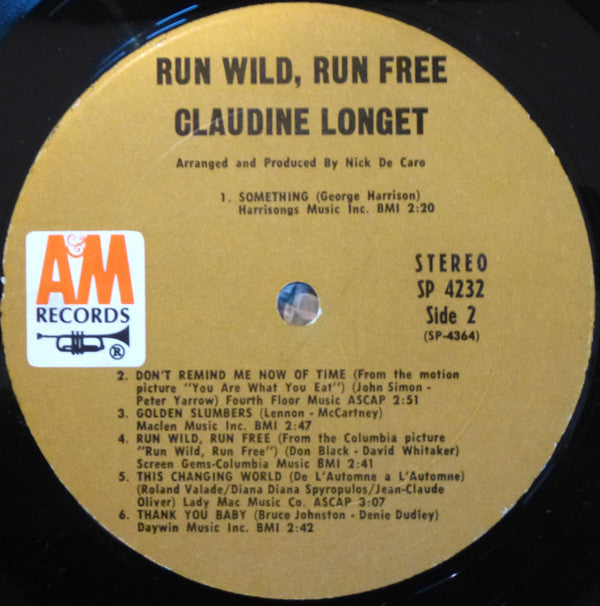 RUN WILD, RUN FREE
CLAUDINE LONGET
Arranged and Produced By Nick De Caro
1. SOMETHING (George Harrison)
Harrisongs Music Inc. BMI 2:20
A&M
RECORDS
®
STEREO
SP 4232
Side 2
(SP-4364)
2. DON'T REMIND ME NOW OF TIME (From the motion
picture "You Are What You Eat") (John Simon -
Peter Yarrow) Fourth Floor Music ASCAP 2:51
3. GOLDEN SLUMBERS (Lennon - McCartney)
Maclen Music Inc. BMI 2:47
4. RUN WILD, RUN FREE (From the Columbia picture
"Run Wild, Run Free") (Don Black - David Whitaker)
Screen Gems-Columbia Music BMI 2:41
5. THIS CHANGING WORLD (De L'Automne a L'Automne)
(Roland Valade/Diana Diana Spyropulos/Jean-Claude
Oliver) Lady Mac Music Co. ASCAP 3:07
6. THANK YOU BABY (Bruce Johnston - Denie Dudley)
Daywin Music Inc. BMI 2:42